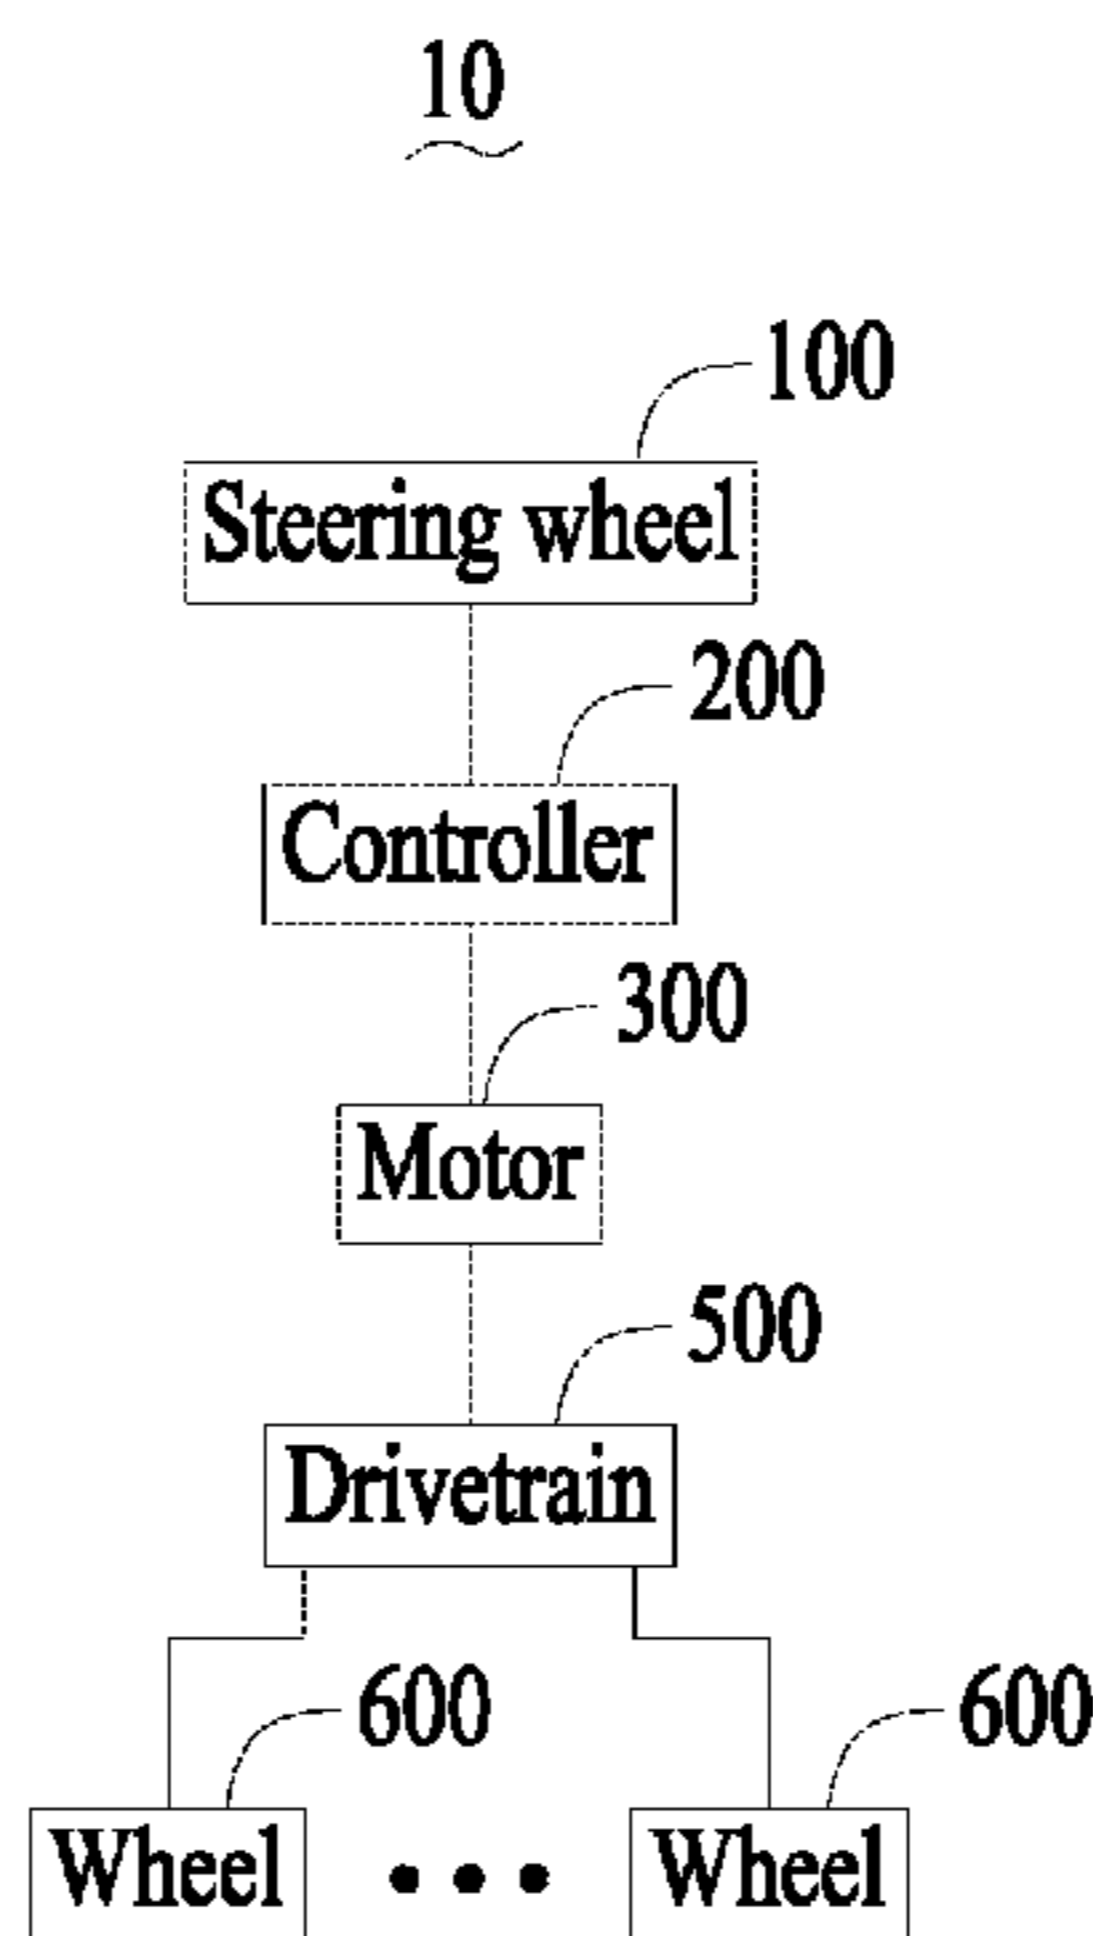 10
100
Steering wheel
200
Controller
300
Motor
500
Drivetrain
600 600
Wheel ••• Wheel